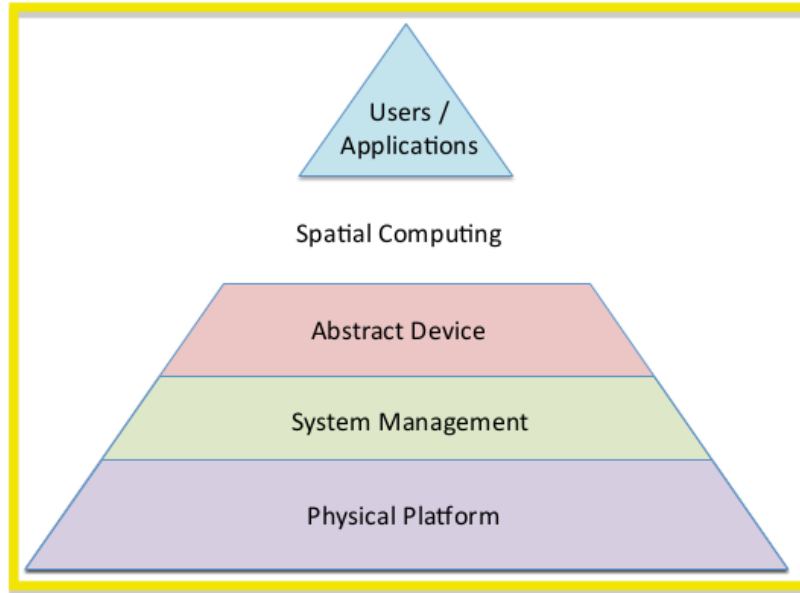 Users /
Applications
Spatial Computing
Abstract Device
System Management
Physical Platform